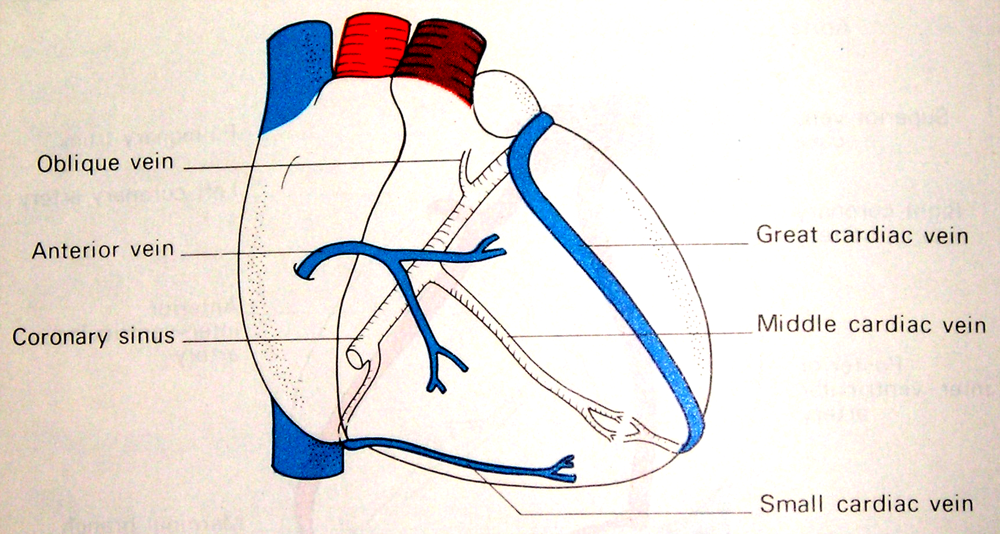 Oblique vein
Anterior vein
Coronary sinus
Great cardiac vein
Middle cardiac vein
Small cardiac vein